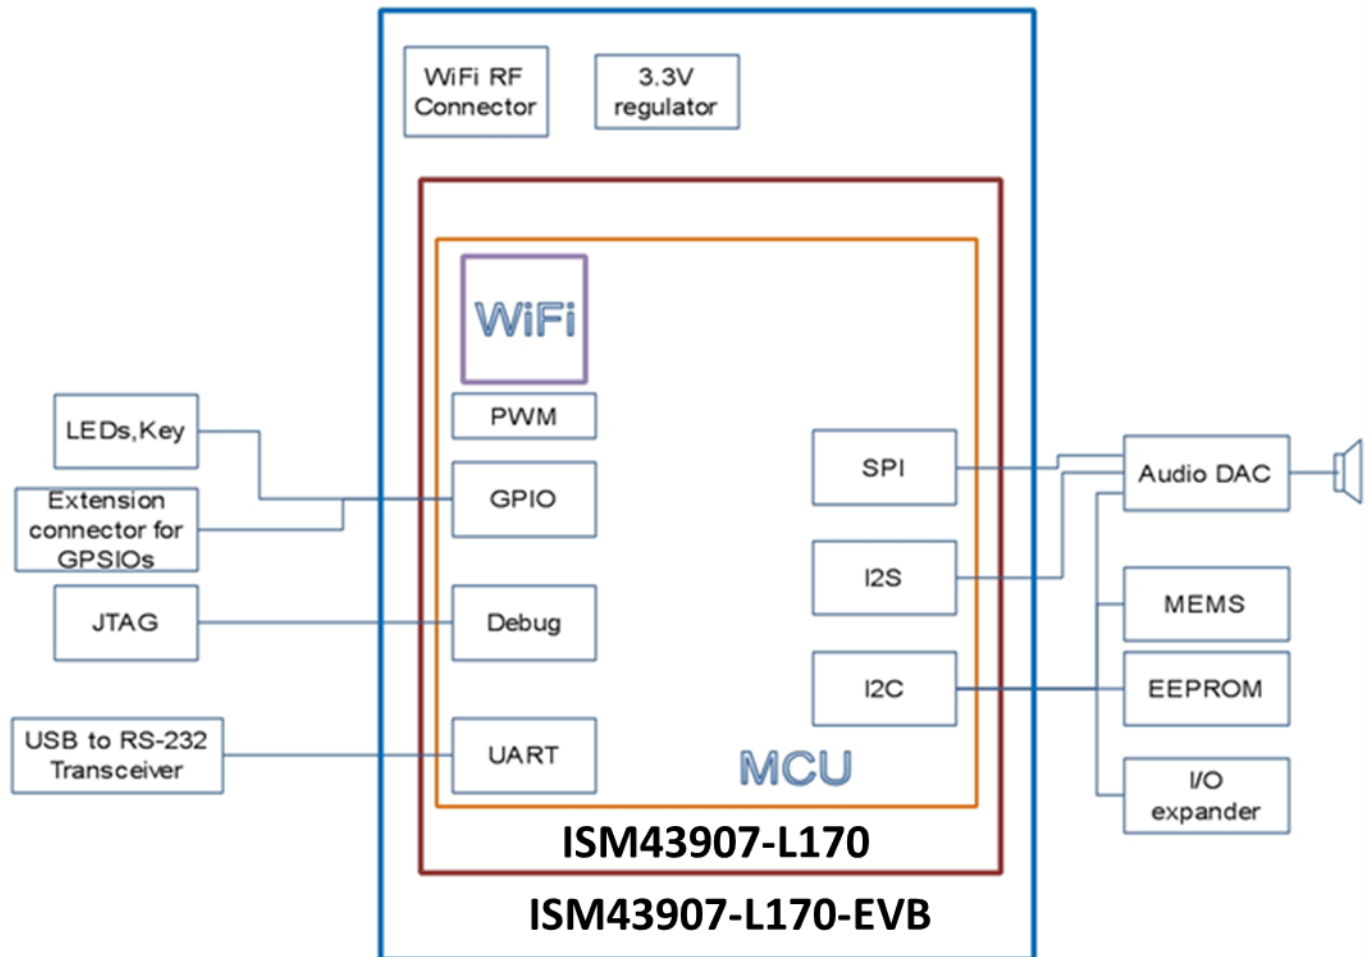 WiFi RF
Connector
3.3V
regulator
WiFi
PWM
LEDs,Key
GPIO
Extension
connector for
GPSIOs
JTAG
Debug
USB to RS-232
Transceiver
UART
SPI
Audio DAC
I2S
MEMS
I2C
EEPROM
I/O
expander
MCU
ISM43907-L170
ISM43907-L170-EVB